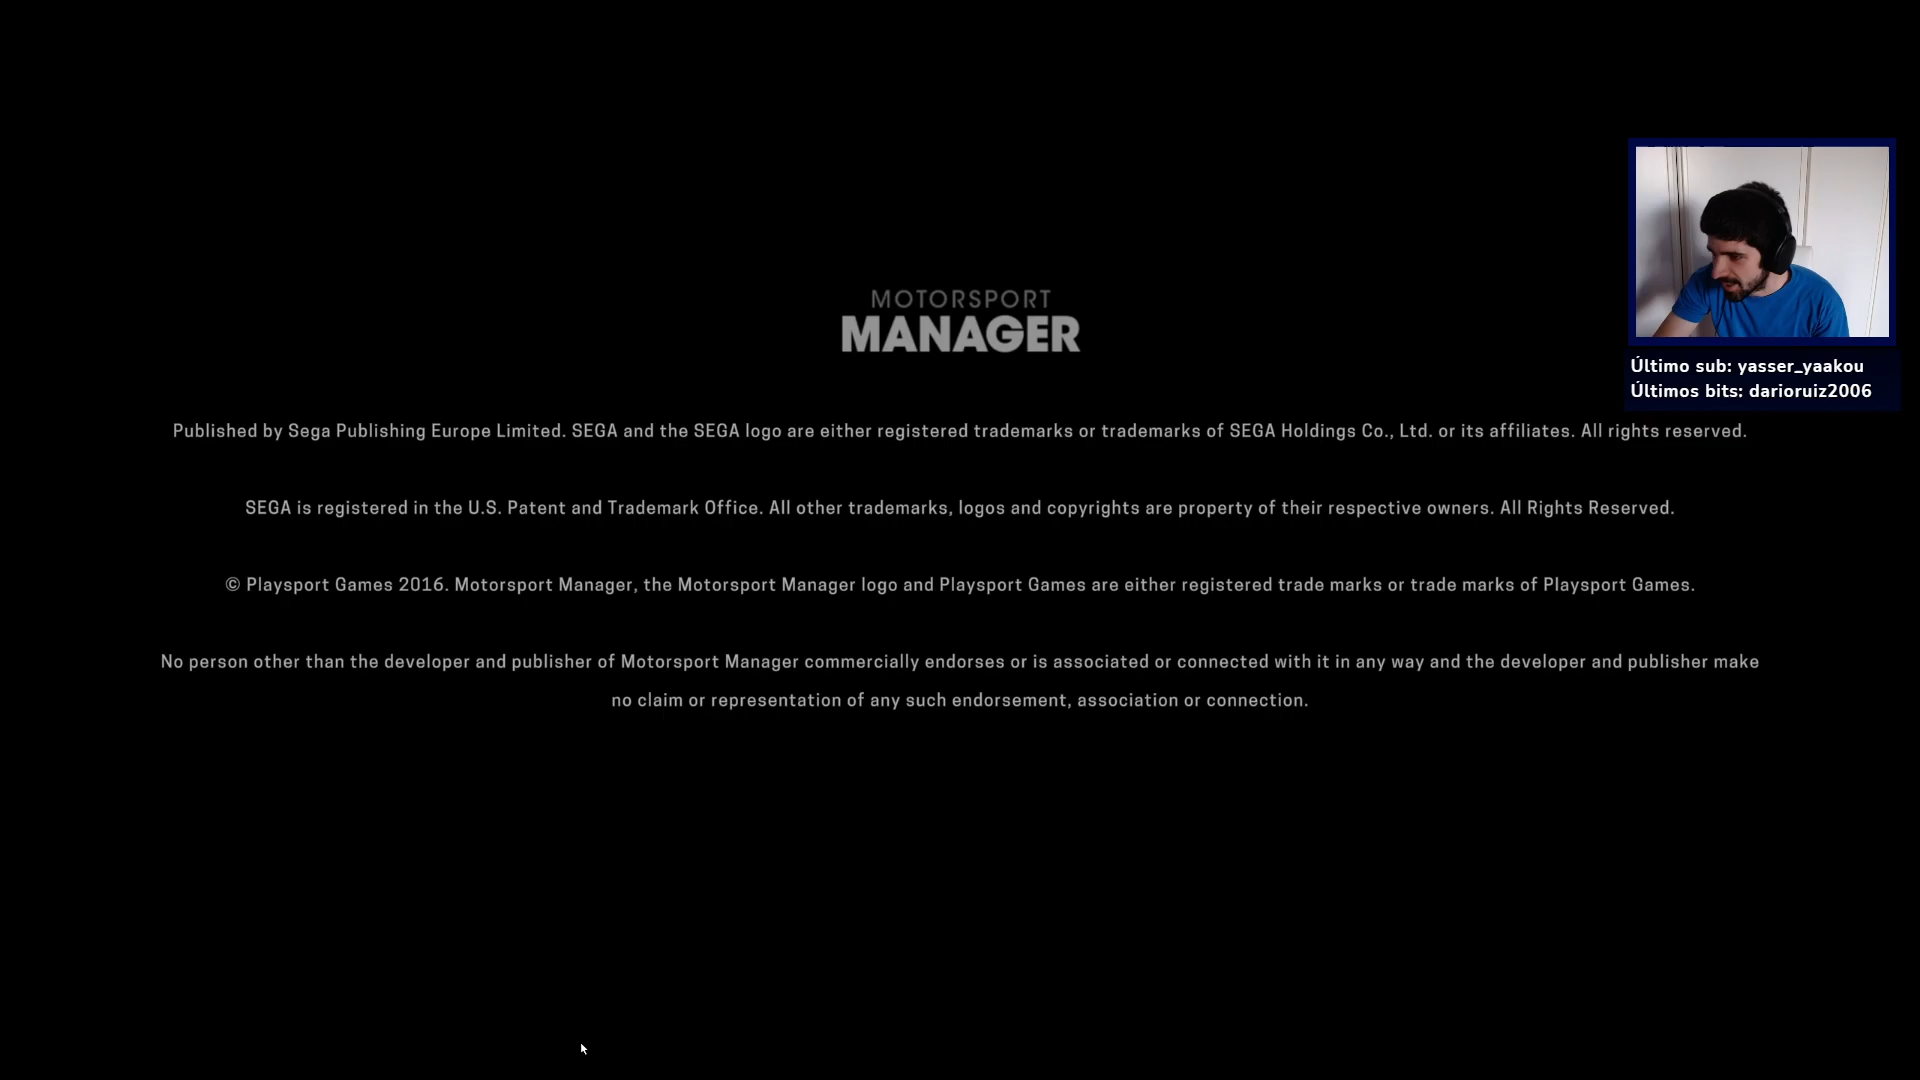 MOTORSPORT
MANAGER
Último sub: yasser_yaakou
Últimos bits: darioruiz2006
Published by Sega Publishing Europe Limited. SEGA and the SEGA logo are either registered trademarks or trademarks of SEGA Holdings Co., Ltd. or its affiliates. All rights reserved.
SEGA is registered in the U.S. Patent and Trademark Office. All other trademarks, logos and copyrights are property of their respective owners. All Rights Reserved.
© Playsport Games 2016. Motorsport Manager, the Motorsport Manager logo and Playsport Games are either registered trade marks or trade marks of Playsport Games.
No person other than the developer and publisher of Motorsport Manager commercially endorses or is associated or connected with it in any way and the developer and publisher make
no claim or representation of any such endorsement, association or connection.